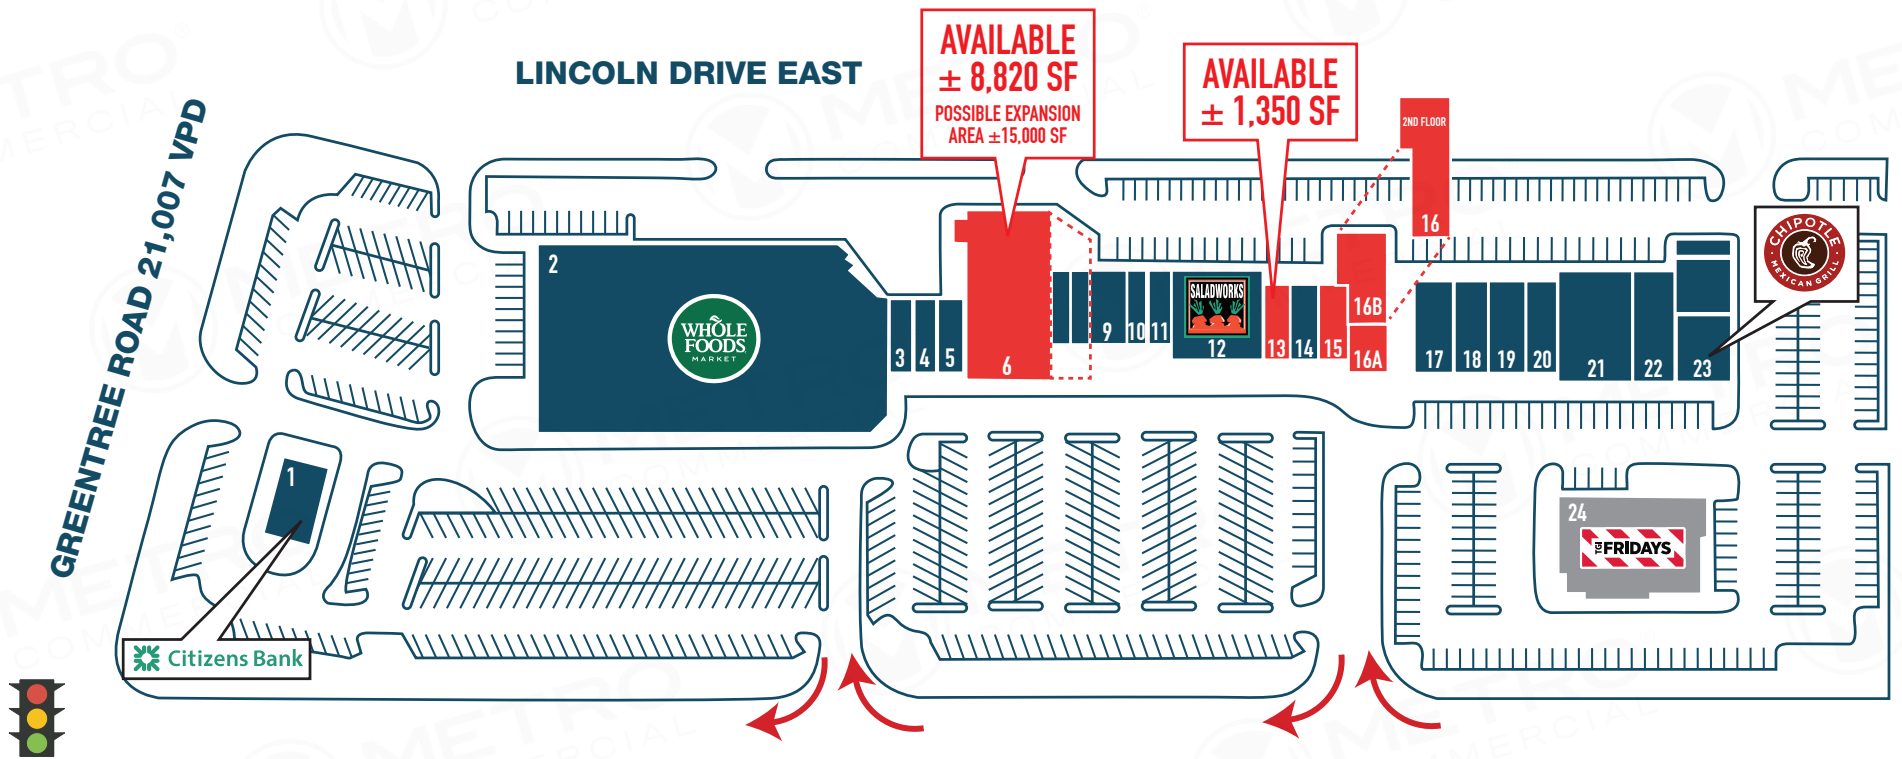 LINCOLN DRIVE EAST
GREENTREE ROAD 21,007 VPD
AVAILABLE
± 8,820 SF
POSSIBLE EXPANSION
AREA ±15,000 SF
AVAILABLE
± 1,350 SF
2ND FLOOR
16
CHIPOTLE
MEXICAN GRILL
2
WHOLE
FOODS
MARKET
3
4
5
6
9
10
11
SALADWORKS
12
13
14
15
16B
16A
17
18
19
20
21
22
23
1
Citizens Bank
24
TGI FRIDAYS
METRO
COMMERCIAL